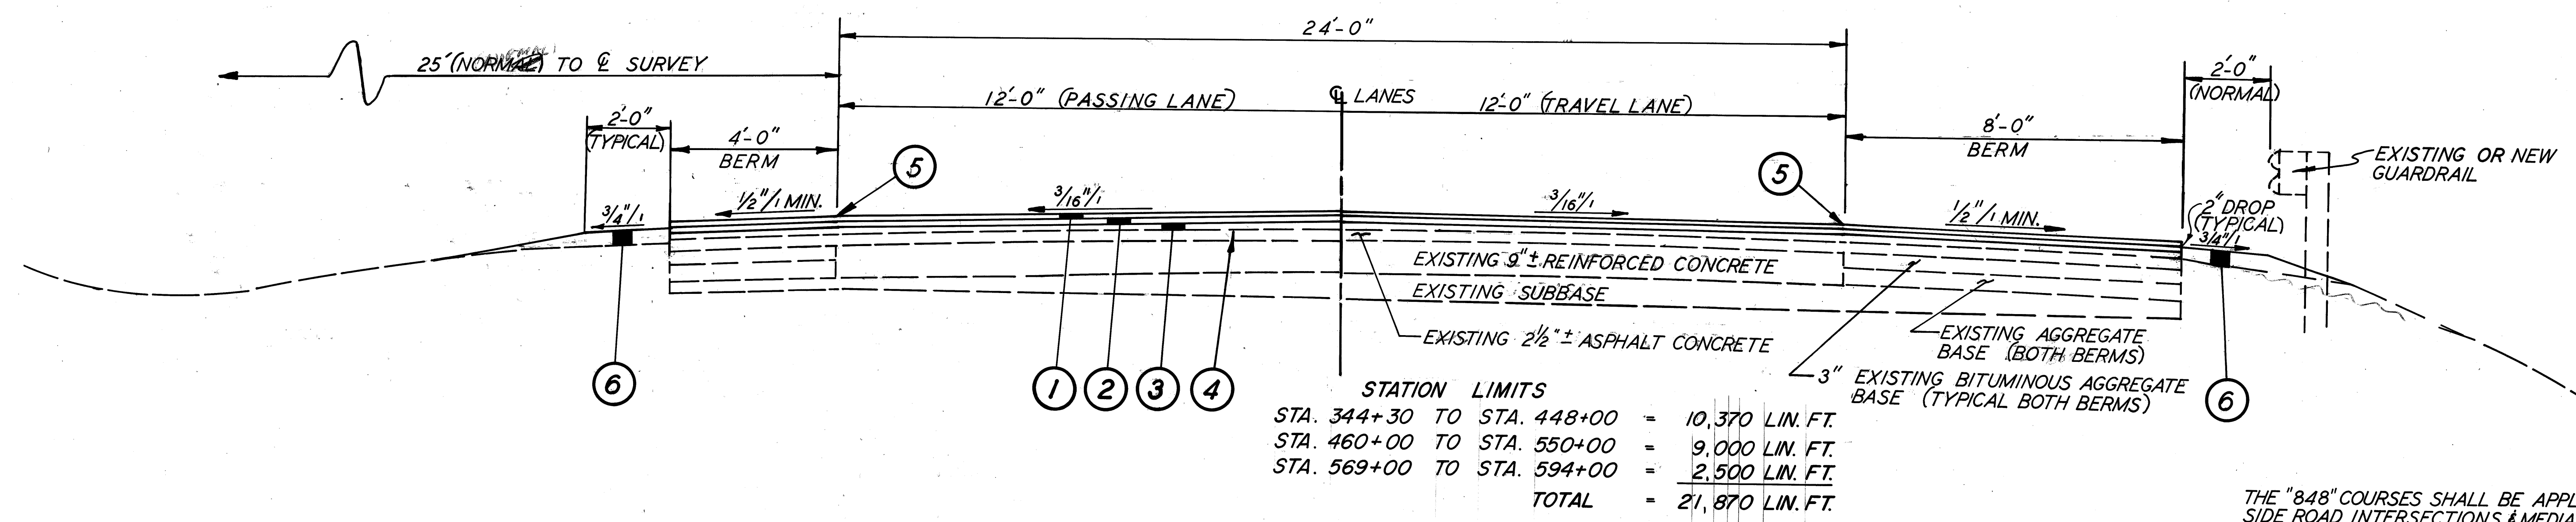 24'-0"
25' (NORMAL) TO ℄ SURVEY
2'-0"
(NORMAL)
12'-0" (PASSING LANE)
℄ LANES
12'-0" (TRAVEL LANE)
2'-0"
(TYPICAL)
4'-0"
BERM
8'-0"
BERM
5
5
EXISTING OR NEW
GUARDRAIL
3/4"/1
1/2"/1 MIN.
3/16"/1
3/16"/1
1/2"/1 MIN.
2" DROP
(TYPICAL)
3/4"/1
EXISTING 9"± REINFORCED CONCRETE
EXISTING SUBBASE
EXISTING 2 1/2"± ASPHALT CONCRETE
EXISTING AGGREGATE
BASE (BOTH BERMS)
3" EXISTING BITUMINOUS AGGREGATE
BASE (TYPICAL BOTH BERMS)
6
1
2
3
4
6
STATION LIMITS
STA. 344+30 TO STA. 448+00 = 10,370 LIN. FT.
STA. 460+00 TO STA. 550+00 = 9,000 LIN. FT.
STA. 569+00 TO STA. 594+00 = 2,500 LIN. FT.
TOTAL = 21,870 LIN. FT.
THE "848" COURSES SHALL BE APPL
SIDE ROAD INTERSECTIONS & MEDIA